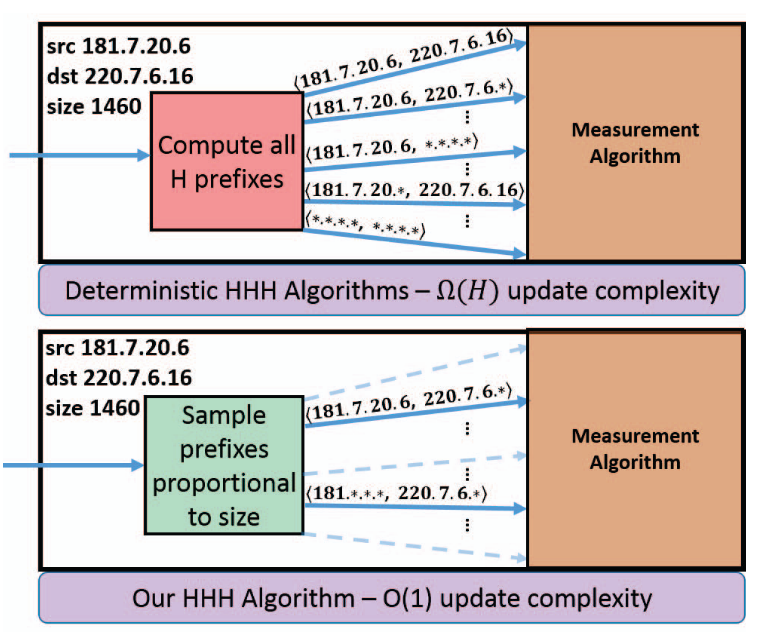 src 181.7.20.6
dst 220.7.6.16
size 1460
Compute all
H prefixes
⟨181.7.20.6, 220.7.6.16⟩
⟨181.7.20.6, 220.7.6.*⟩
⋮
⟨181.7.20.6, *.*.*.*⟩
⋮
⟨181.7.20.*, 220.7.6.16⟩
⟨*.*.*.*, *.*.*.*⟩
⋮
Measurement
Algorithm
Deterministic HHH Algorithms – Ω(H) update complexity
src 181.7.20.6
dst 220.7.6.16
size 1460
Sample
prefixes
proportional
to size
⟨181.7.20.6, 220.7.6.*⟩
⋮
⋮
⟨181.*.*.*, 220.7.6.*⟩
⋮
Measurement
Algorithm
Our HHH Algorithm – O(1) update complexity